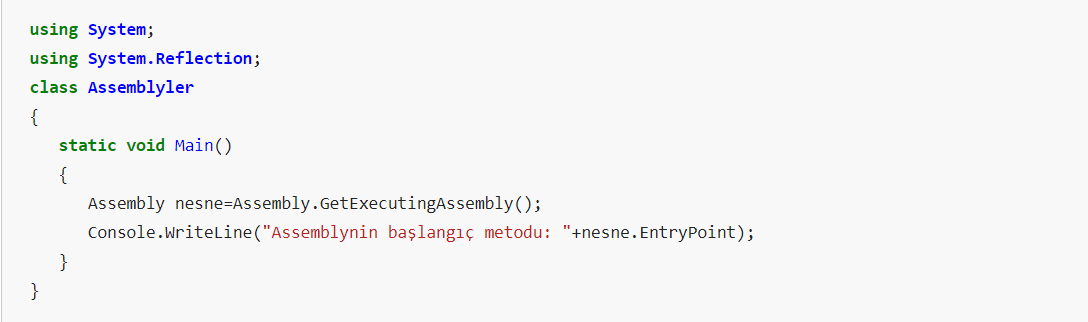 using System;
using System.Reflection;
class Assemblyler
{
   static void Main()
   {
      Assembly nesne=Assembly.GetExecutingAssembly();
      Console.WriteLine("Assemblynin başlangıç metodu: "+nesne.EntryPoint);
   }
}